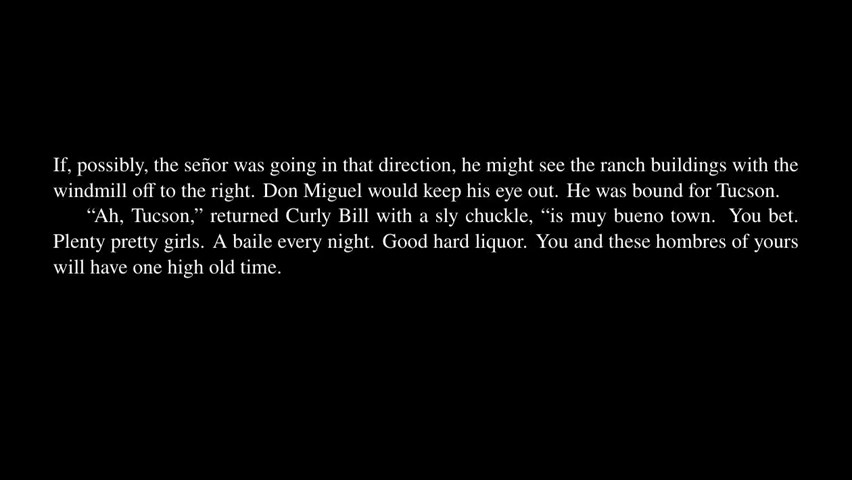 If, possibly, the señor was going in that direction, he might see the ranch buildings with the
windmill off to the right. Don Miguel would keep his eye out. He was bound for Tucson.
“Ah, Tucson,” returned Curly Bill with a sly chuckle, “is muy bueno town. You bet.
Plenty pretty girls. A baile every night. Good hard liquor. You and these hombres of yours
will have one high old time.